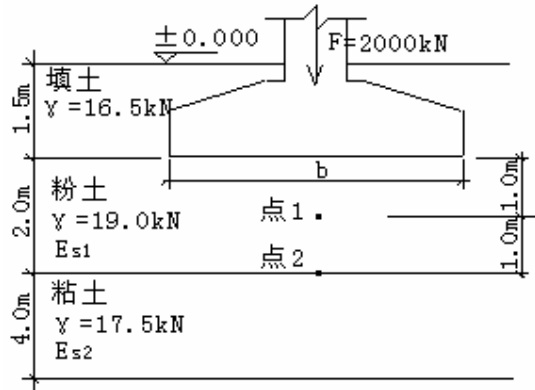 ±0.000
F=2000kN
1.5m
填土
γ=16.5kN
b
2.0m
粉土
γ=19.0kN
Es1
点1
点2
1.0m
1.0m
4.0m
粘土
γ=17.5kN
Es2